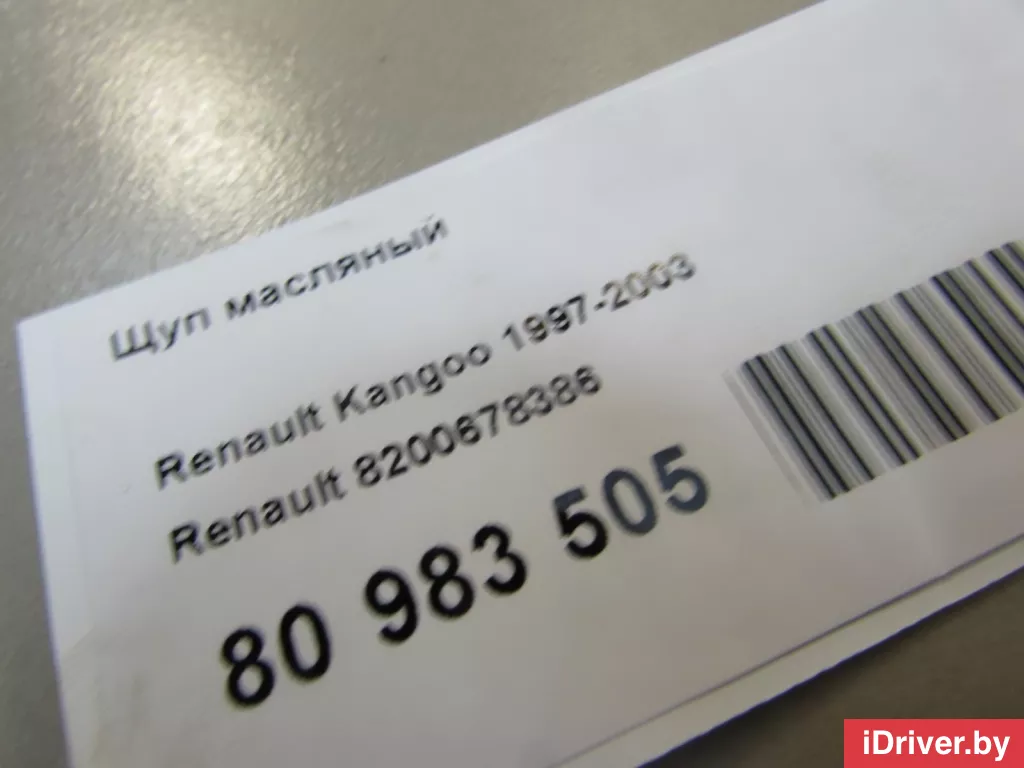 Щуп масляный
Renault Kangoo 1997-2003
Renault 8200678386
80 983 505
iDriver.by